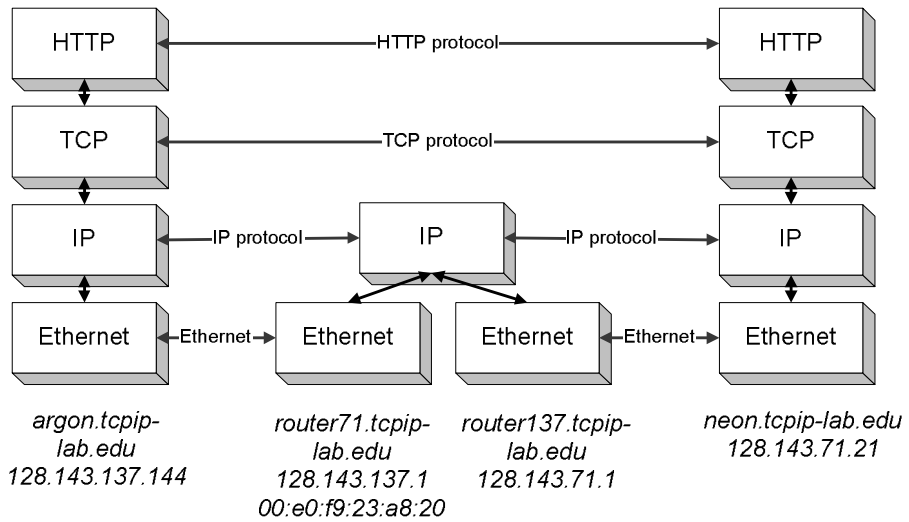 HTTP
HTTP protocol
HTTP
TCP
TCP protocol
TCP
IP
IP protocol
IP
IP protocol
IP
Ethernet
Ethernet
Ethernet
Ethernet
Ethernet
Ethernet
argon.tcpip-
lab.edu
128.143.137.144
router71.tcpip-
lab.edu
128.143.137.1
00:e0:f9:23:a8:20
router137.tcpip-
lab.edu
128.143.71.1
neon.tcpip-lab.edu
128.143.71.21